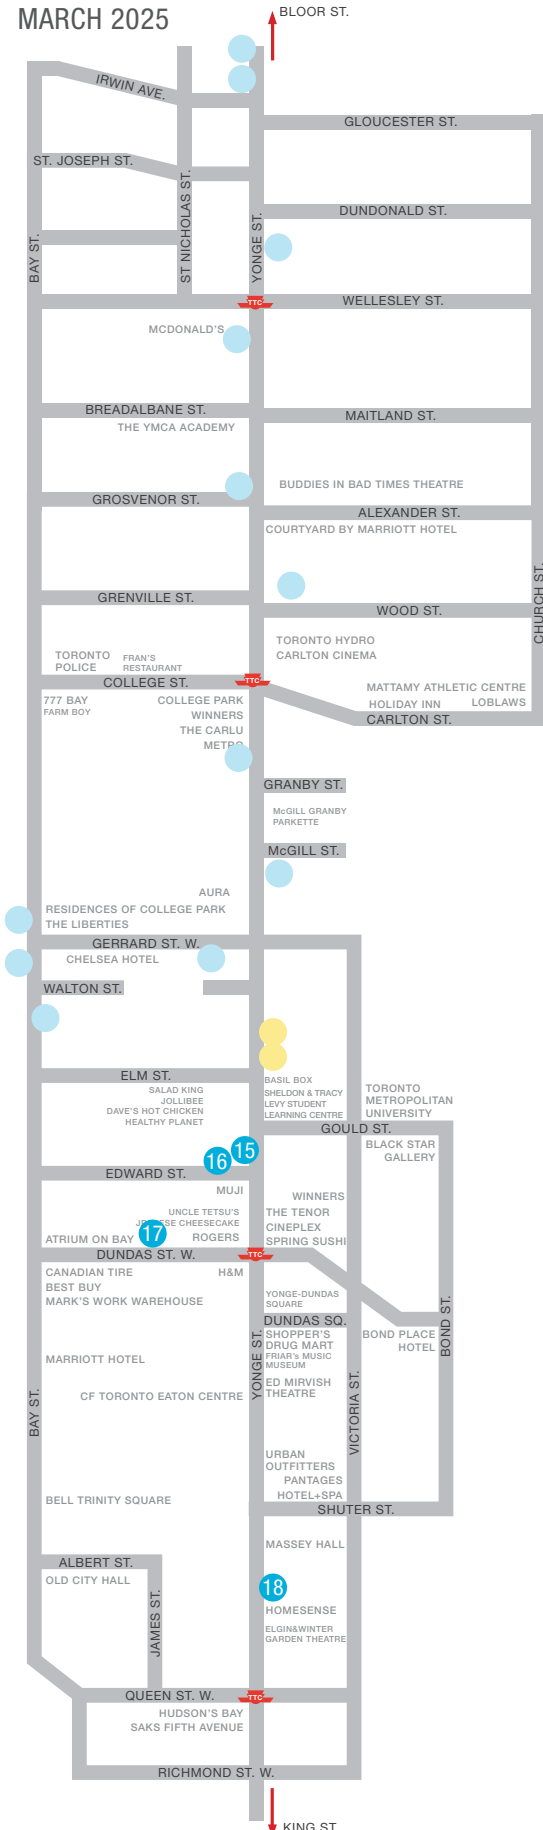 MARCH 2025
BLOOR ST.
IRWIN AVE.
GLOUCESTER ST.
ST. JOSEPH ST.
ST NICHOLAS ST.
DUNDONALD ST.
BAY ST.
YONGE ST.
TTC
WELLESLEY ST.
MCDONALD'S
BREADALBANE ST.
MAITLAND ST.
THE YMCA ACADEMY
BUDDIES IN BAD TIMES THEATRE
GROSVENOR ST.
ALEXANDER ST.
COURTYARD BY MARRIOTT HOTEL
CHURCH ST.
GRENVILLE ST.
WOOD ST.
TORONTO HYDRO
CARLTON CINEMA
TORONTO
POLICE
FRAN'S
RESTAURANT
COLLEGE ST.
TTC
MATTAMY ATHLETIC CENTRE
HOLIDAY INN
LOBLAWS
CARLTON ST.
777 BAY
FARM BOY
COLLEGE PARK
WINNERS
THE CARLU
METRO
GRANBY ST.
McGILL GRANBY
PARKETTE
McGILL ST.
AURA
RESIDENCES OF COLLEGE PARK
THE LIBERTIES
GERRARD ST. W.
CHELSEA HOTEL
WALTON ST.
ELM ST.
BASIL BOX
SHELDON & TRACY
LEVY STUDENT
LEARNING CENTRE
SALAD KING
JOLLIBEE
DAVE'S HOT CHICKEN
HEALTHY PLANET
TORONTO
METROPOLITAN
UNIVERSITY
GOULD ST.
BLACK STAR
GALLERY
15
16
EDWARD ST.
MUJI
WINNERS
UNCLE TETSU'S
CHEESECAKE
THE TENOR
CINEPLEX
SPRING SUSHI
17
ATRIUM ON BAY
ROGERS
DUNDAS ST. W.
TTC
CANADIAN TIRE
BEST BUY
MARK'S WORK WAREHOUSE
H&M
YONGE-DUNDAS
SQUARE
DUNDAS SQ.
BOND ST.
BOND PLACE
HOTEL
SHOPPER'S
DRUG MART
FRIAR's MUSIC
MUSEUM
YONGE ST.
MARRIOTT HOTEL
ED MIRVISH
THEATRE
CF TORONTO EATON CENTRE
BAY ST.
VICTORIA ST.
URBAN
OUTFITTERS
PANTAGES
HOTEL+SPA
BELL TRINITY SQUARE
SHUTER ST.
MASSEY HALL
ALBERT ST.
OLD CITY HALL
18
HOMESENSE
JAMES ST.
ELGIN&WINTER
GARDEN THEATRE
QUEEN ST. W.
TTC
HUDSON'S BAY
SAKS FIFTH AVENUE
RICHMOND ST. W.
KING ST.